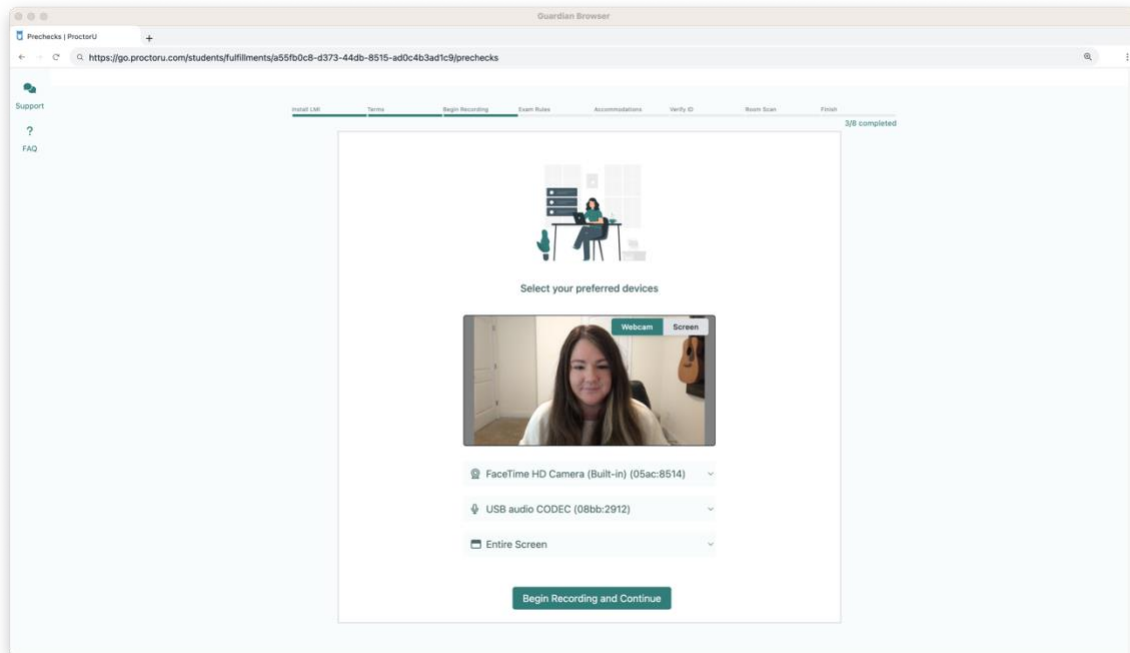 Guardian Browser
Prechecks | ProctorU
https://go.proctoru.com/students/fulfillments/a55fb0c8-d373-44db-8515-ad0c4b3ad1c9/prechecks
Support
FAQ
Install LMI Terms Begin Recording Exam Rules Accommodations Verify ID Room Scan Finish
3/8 completed
Select your preferred devices
Webcam Screen
FaceTime HD Camera (Built-in) (05ac:8514)
USB audio CODEC (08bb:2912)
Entire Screen
Begin Recording and Continue